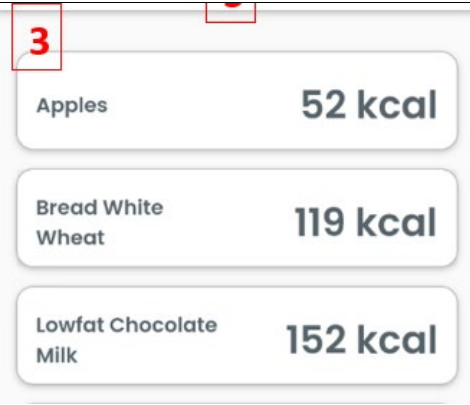 3
Apples
52 kcal
Bread White
Wheat
119 kcal
Lowfat Chocolate
Milk
152 kcal